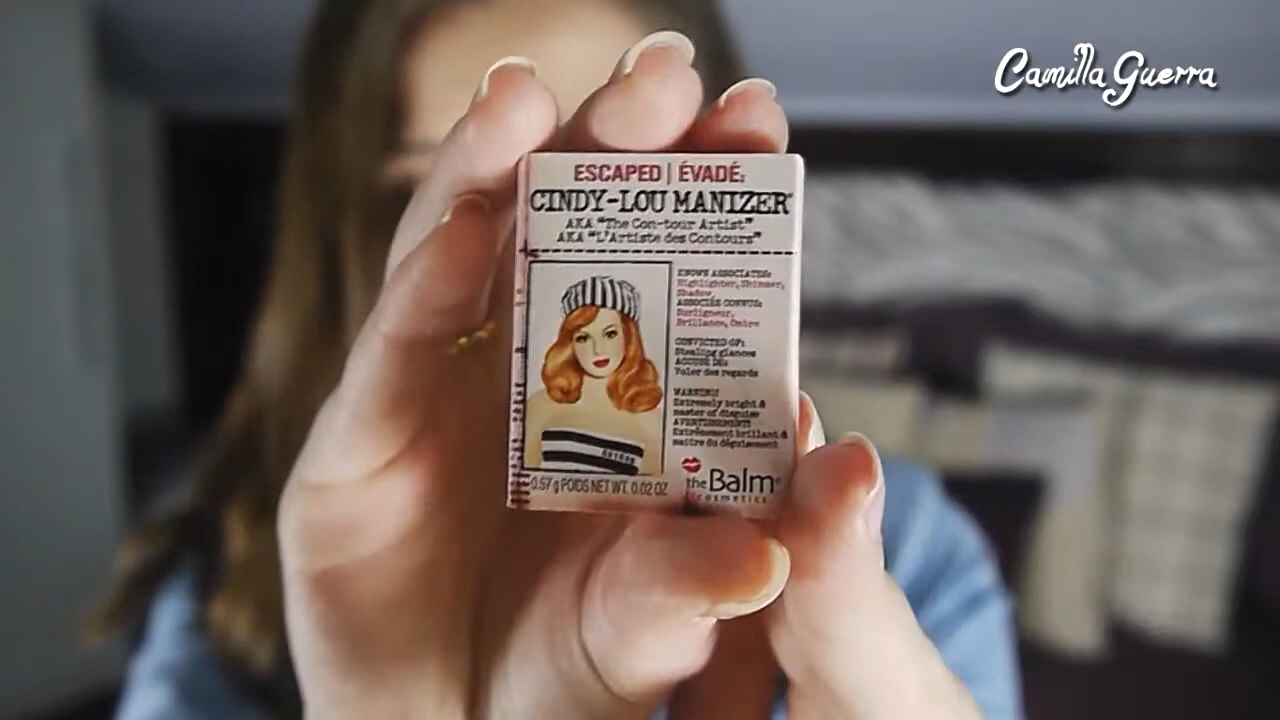 Camilla Guerra
ESCAPED | ÉVADÉ:
CINDY-LOU MANIZER™
AKA "The Con-tour Artist"
AKA "L'Artiste des Contours"
KNOWN ASSOCIATES:
Highlighter, Shimmer,
Shadow
ASSOCIÉS CONNUS:
Surligneur,
Brillance, Ombre
CONVICTED OF:
Stealing glances
ACCUSÉ DE:
Voler des regards
WARNING!
Extremely bright &
master of disguise
AVERTISSEMENT!
Extrêmement brillant &
maître du déguisement
theBalm®
cosmetics
0.57 g POIDS NET WT. 0.02 OZ